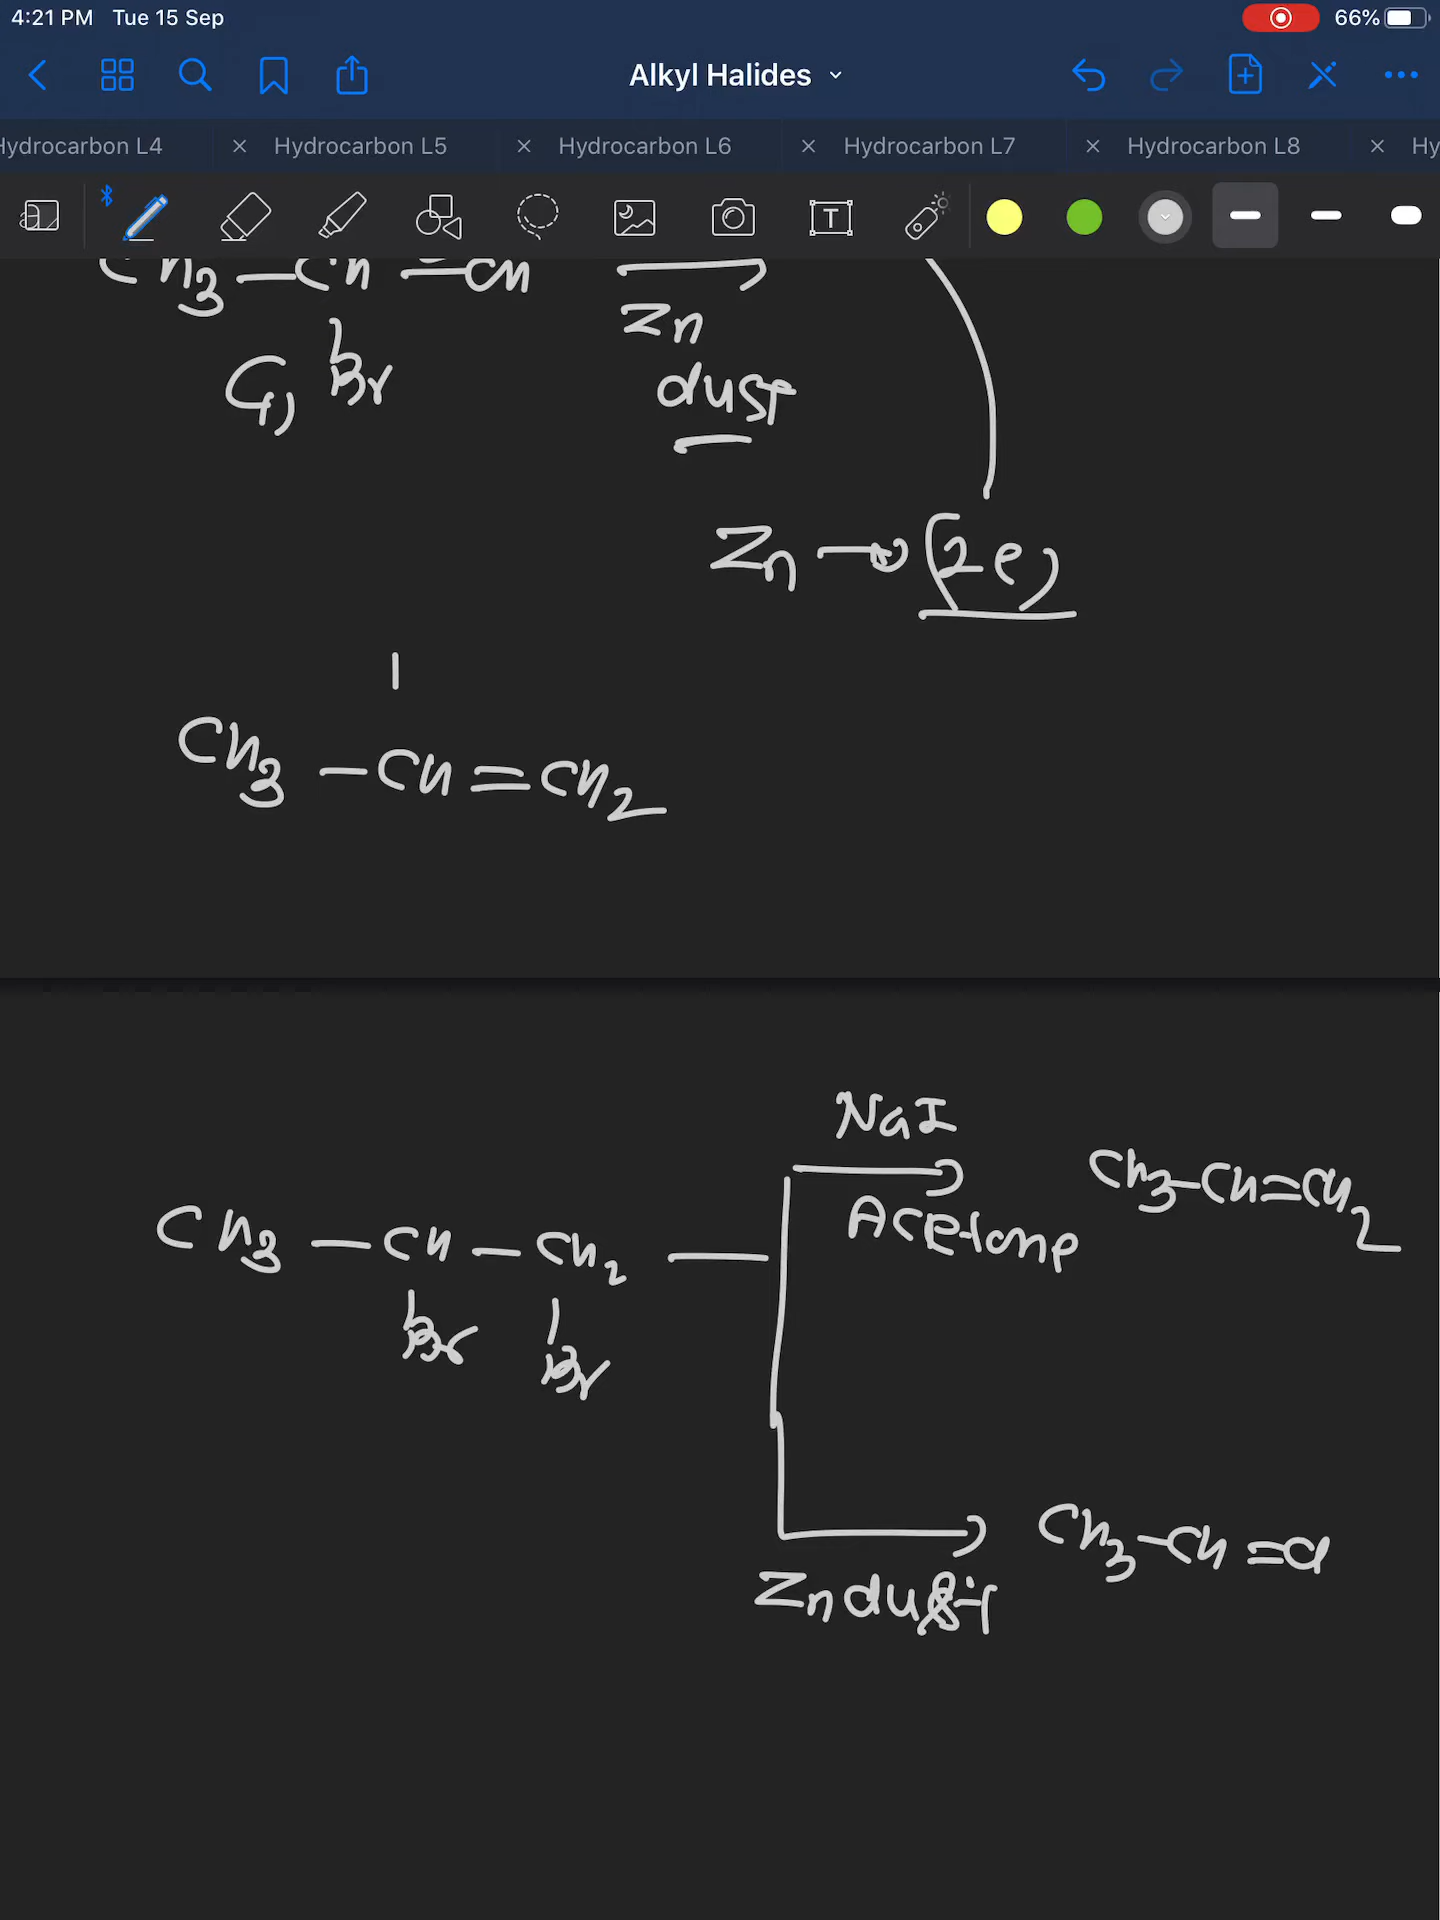 4:21 PM Tue 15 Sep 66%
Alkyl Halides
Hydrocarbon L4 Hydrocarbon L5 Hydrocarbon L6 Hydrocarbon L7 Hydrocarbon L8 Hy
T
CH3 — CH
Br
Zn
dust
Zn → (2e)
CH3 — CH = CH2
NaI
Acetone
CH3-CH=CH2
CH3 — CH — CH2
Br Br
CH3-CH=C
Zn dust